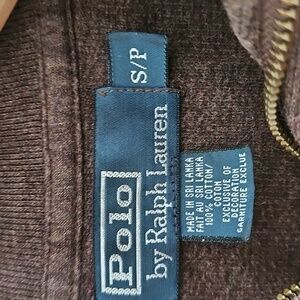 S/P
Polo
by Ralph Lauren
MADE IN SRI LANKA
FAIT AU SRI LANKA
100% COTTON/
COTON
EXCLUSIVE OF
DECORATION
GARNITURE EXCLUE